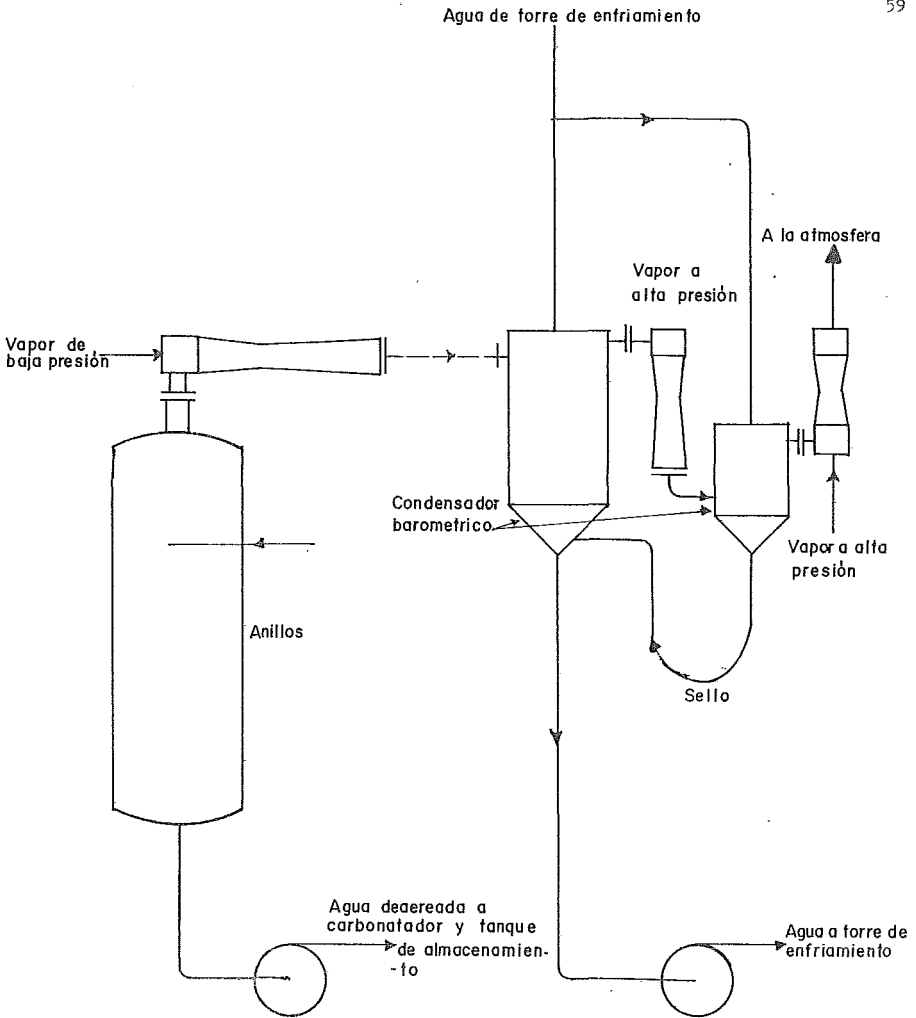 59
Agua de torre de enfriamiento
A la atmosfera
Vapor a
alta presión
Vapor de
baja presión
Condensador
barometrico
Vapor a alta
presión
Anillos
Sello
Agua deaereada a
carbonatador y tanque
de almacenamien-
-to
Agua a torre de
enfriamiento